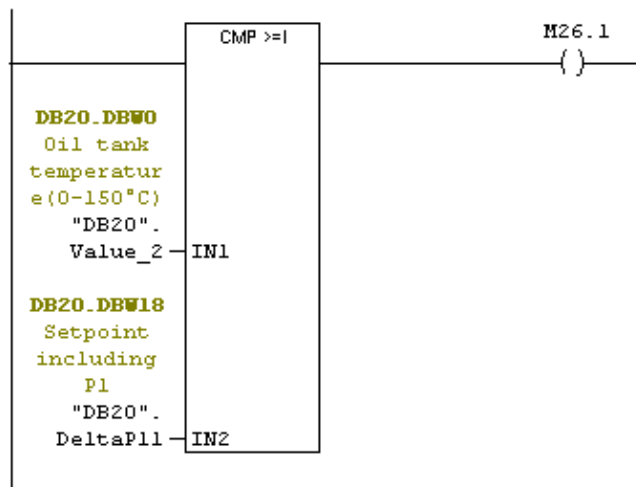 CMP >=I
M26.1
( )
DB20.DBW0
Oil tank
temperatur
e(0-150°C)
"DB20".
Value_2
IN1
DB20.DBW18
Setpoint
including
P1
"DB20".
DeltaP11
IN2